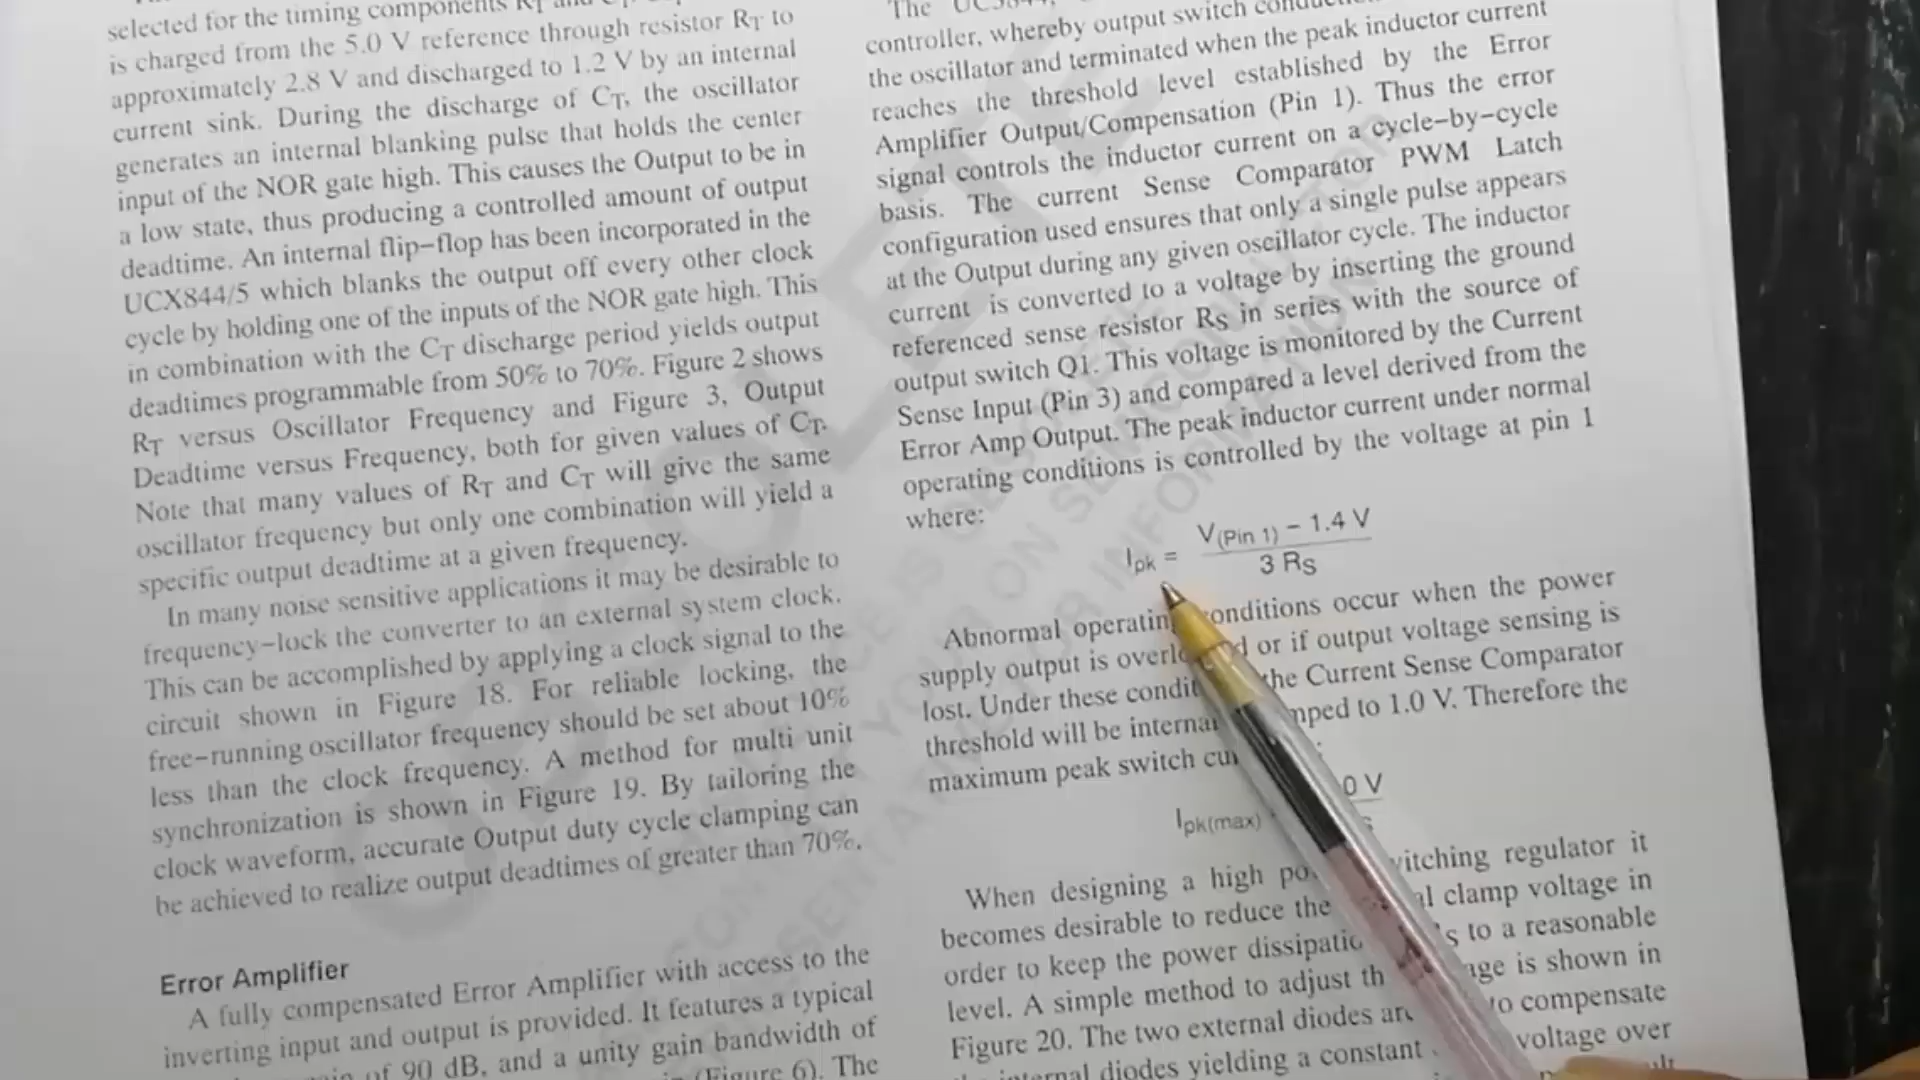 selected for the timing components RT and CT.
is charged from the 5.0 V reference through resistor RT to
approximately 2.8 V and discharged to 1.2 V by an internal
current sink. During the discharge of CT, the oscillator
generates an internal blanking pulse that holds the center
input of the NOR gate high. This causes the Output to be in
a low state, thus producing a controlled amount of output
deadtime. An internal flip–flop has been incorporated in the
UCX844/5 which blanks the output off every other clock
cycle by holding one of the inputs of the NOR gate high. This
in combination with the CT discharge period yields output
deadtimes programmable from 50% to 70%. Figure 2 shows
RT versus Oscillator Frequency and Figure 3, Output
Deadtime versus Frequency, both for given values of CT.
Note that many values of RT and CT will give the same
oscillator frequency but only one combination will yield a
specific output deadtime at a given frequency.
In many noise sensitive applications it may be desirable to
frequency–lock the converter to an external system clock.
This can be accomplished by applying a clock signal to the
circuit shown in Figure 18. For reliable locking, the
free–running oscillator frequency should be set about 10%
less than the clock frequency. A method for multi unit
synchronization is shown in Figure 19. By tailoring the
clock waveform, accurate Output duty cycle clamping can
be achieved to realize output deadtimes of greater than 70%.
Error Amplifier
A fully compensated Error Amplifier with access to the
inverting input and output is provided. It features a typical
of 90 dB, and a unity gain bandwidth of
(Figure 6). The
The
controller, whereby output switch
the oscillator and terminated when the peak inductor current
reaches the threshold level established by the Error
Amplifier Output/Compensation (Pin 1). Thus the error
signal controls the inductor current on a cycle–by–cycle
basis. The current Sense Comparator PWM Latch
configuration used ensures that only a single pulse appears
at the Output during any given oscillator cycle. The inductor
current is converted to a voltage by inserting the ground
referenced sense resistor RS in series with the source of
output switch Q1. This voltage is monitored by the Current
Sense Input (Pin 3) and compared a level derived from the
Error Amp Output. The peak inductor current under normal
operating conditions is controlled by the voltage at pin 1
where:
Ipk = V(Pin 1) – 1.4 V
3 RS
Abnormal operating conditions occur when the power
supply output is or if output voltage sensing is
lost. Under these the Current Sense Comparator
threshold will be to 1.0 V. Therefore the
maximum peak switch
0 V
Ipk(max)
When designing a high switching regulator it
becomes desirable to reduce the clamp voltage in
order to keep the power to a reasonable
level. A simple method to adjust is shown in
Figure 20. The two external diodes to compensate
internal diodes yielding a constant voltage over
OBSOLETE